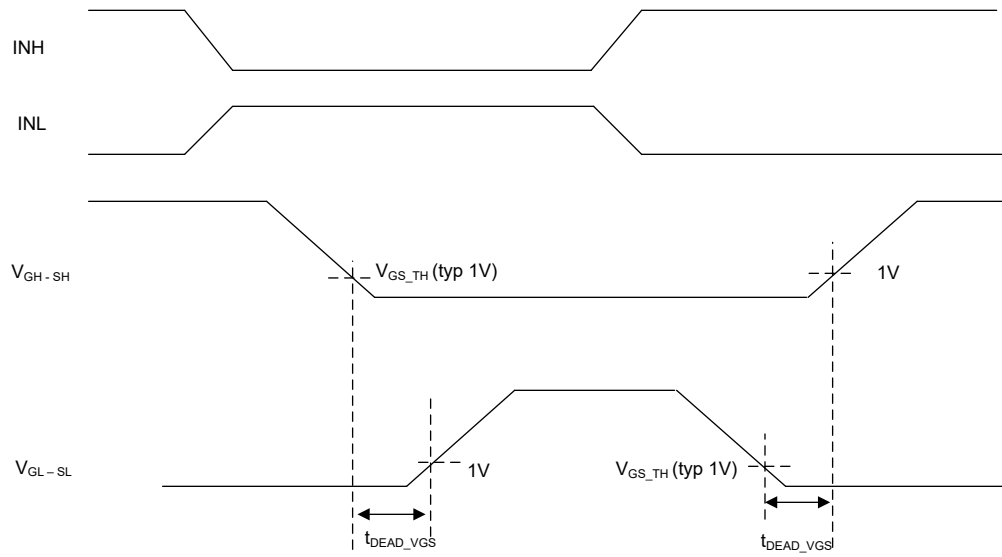 INH
INL
V_GH - SH
V_GS_TH (typ 1V)
1V
V_GL – SL
1V
V_GS_TH (typ 1V)
t_DEAD_VGS
t_DEAD_VGS